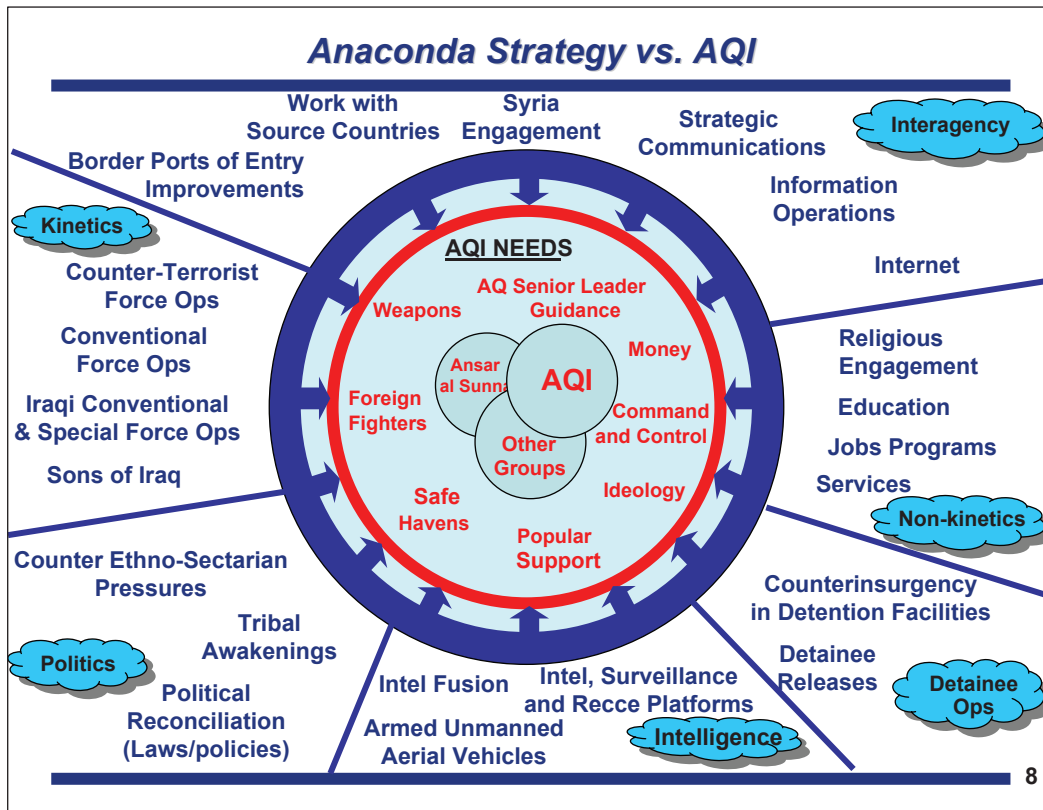 Anaconda Strategy vs. AQI
Work with
Source Countries
Syria
Engagement
Strategic
Communications
Interagency
Border Ports of Entry
Improvements
Information
Operations
Internet
Kinetics
Counter-Terrorist
Force Ops
Conventional
Force Ops
Iraqi Conventional
& Special Force Ops
Sons of Iraq
AQI NEEDS
Weapons
AQ Senior Leader
Guidance
Money
Ansar
al Sunna
AQI
Foreign
Fighters
Command
and Control
Other
Groups
Safe
Havens
Ideology
Popular
Support
Religious
Engagement
Education
Jobs Programs
Services
Non-kinetics
Counter Ethno-Sectarian
Pressures
Tribal
Awakenings
Politics
Political
Reconciliation
(Laws/policies)
Intel Fusion
Armed Unmanned
Aerial Vehicles
Intel, Surveillance
and Recce Platforms
Intelligence
Counterinsurgency
in Detention Facilities
Detainee
Releases
Detainee
Ops
8